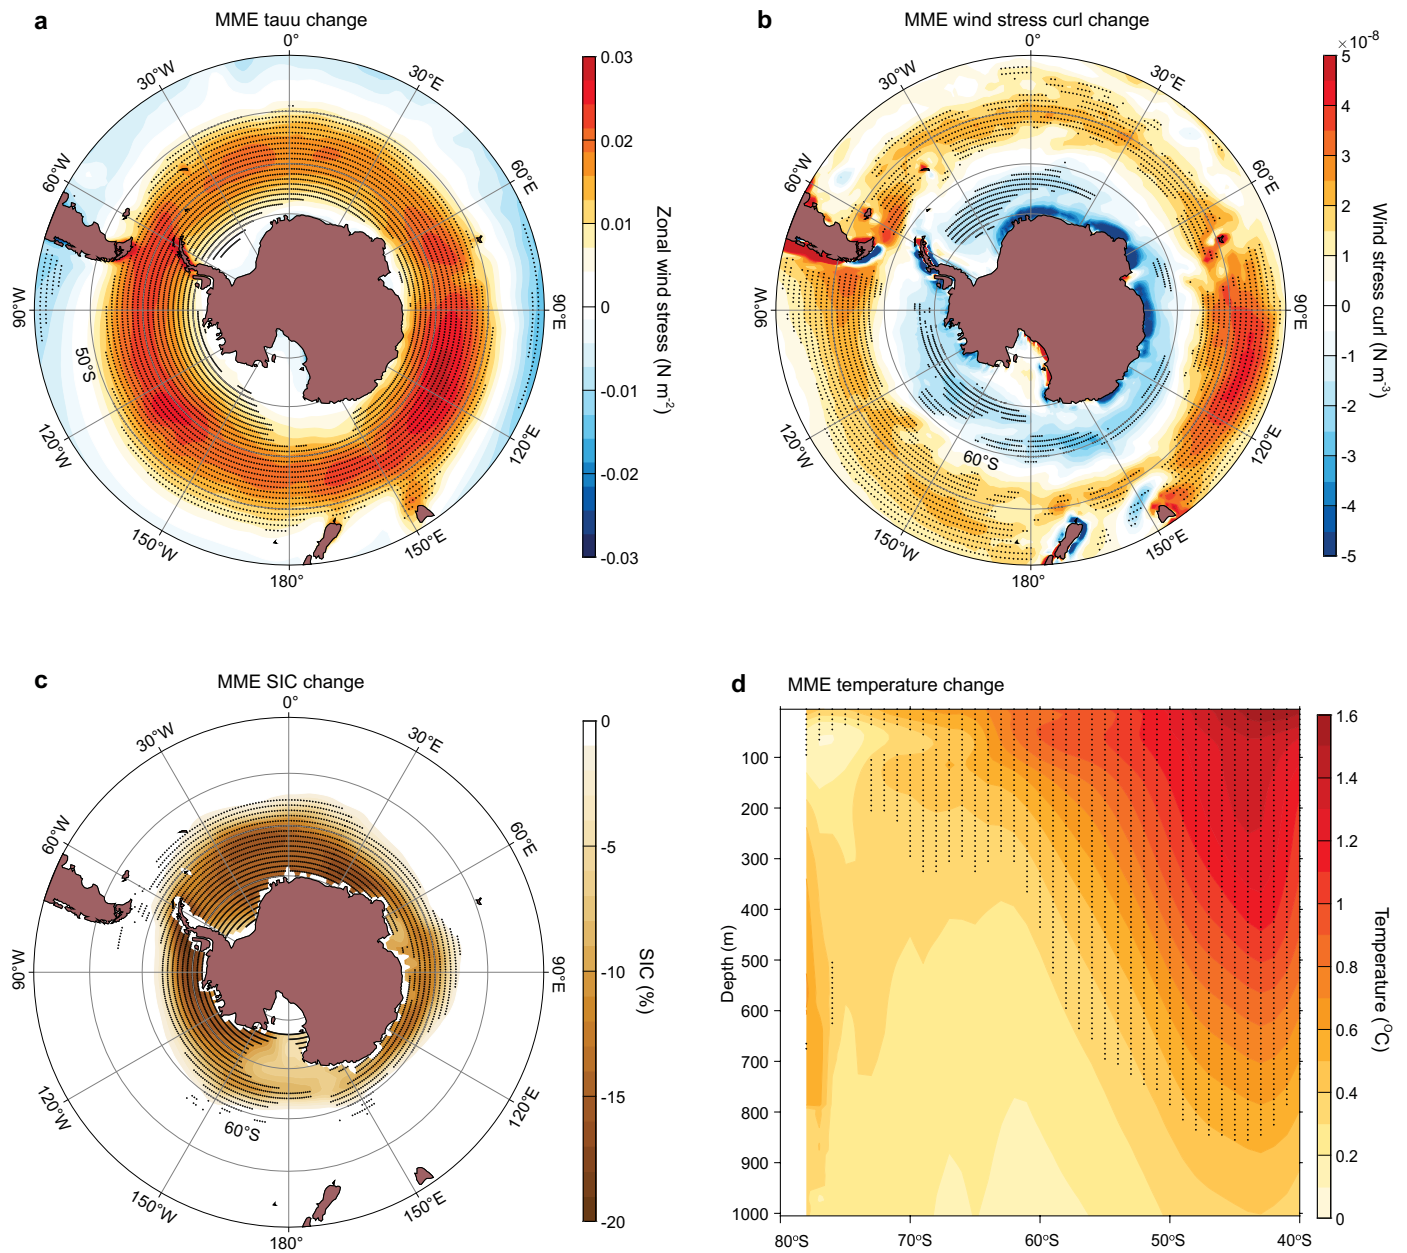 a
MME tauu change
0°
30°E
60°E
90°E
120°E
150°E
180°
150°W
120°W
90°W
60°W
30°W
50°S
0.03
0.02
0.01
0
-0.01
-0.02
-0.03
Zonal wind stress (N m-2)
b
MME wind stress curl change
0°
30°E
60°E
90°E
120°E
150°E
180°
150°W
120°W
90°W
60°W
30°W
60°S
×10-8
5
4
3
2
1
0
-1
-2
-3
-4
-5
Wind stress curl (N m-3)
c
MME SIC change
0°
30°E
60°E
90°E
120°E
150°E
180°
150°W
120°W
90°W
60°W
30°W
60°S
0
-5
-10
-15
-20
SIC (%)
d
MME temperature change
100
200
300
400
500
600
700
800
900
1000
Depth (m)
80°S
70°S
60°S
50°S
40°S
1.6
1.4
1.2
1
0.8
0.6
0.4
0.2
0
Temperature (°C)